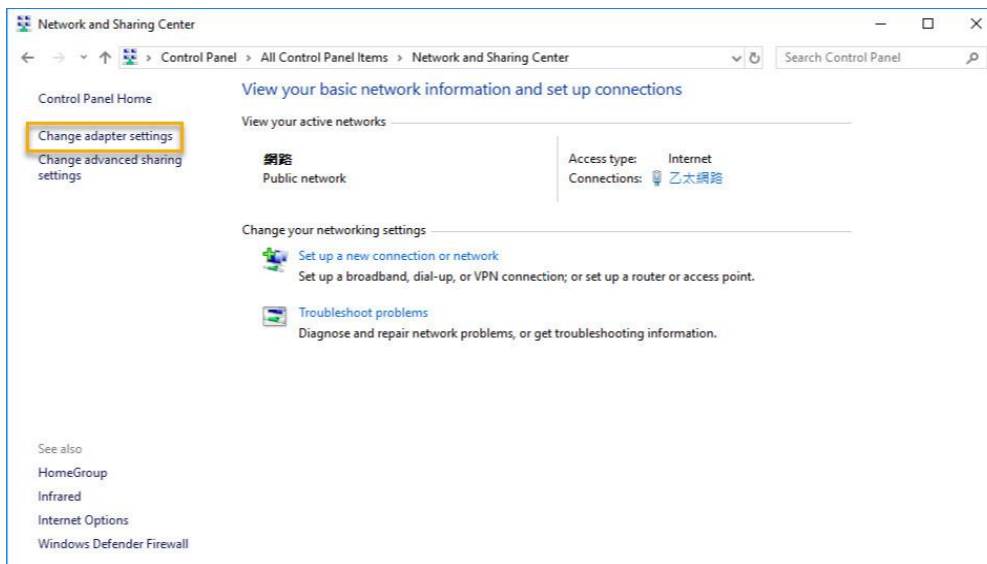 Network and Sharing Center
Control Panel > All Control Panel Items > Network and Sharing Center
Search Control Panel
Control Panel Home
Change adapter settings
Change advanced sharing
settings
View your basic network information and set up connections
View your active networks
網路
Public network
Access type: Internet
Connections: 乙太網路
Change your networking settings
Set up a new connection or network
Set up a broadband, dial-up, or VPN connection; or set up a router or access point.
Troubleshoot problems
Diagnose and repair network problems, or get troubleshooting information.
See also
HomeGroup
Infrared
Internet Options
Windows Defender Firewall